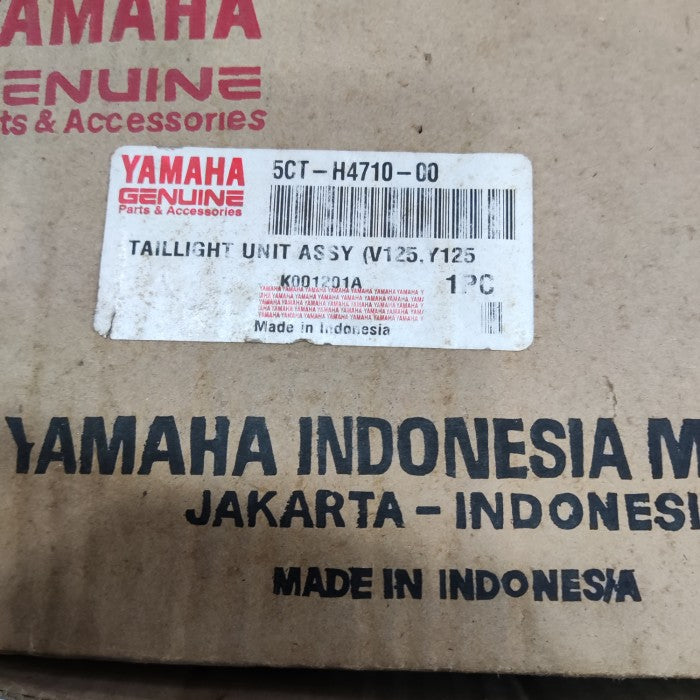 YAMAHA
GENUINE
Parts & Accessories
YAMAHA
GENUINE
Parts & Accessories
5CT-H4710-00
TAILLIGHT UNIT ASSY (V125.Y125
K001201A
1PC
Made in Indonesia
YAMAHA INDONESIA M
JAKARTA - INDONESI
MADE IN INDONESIA